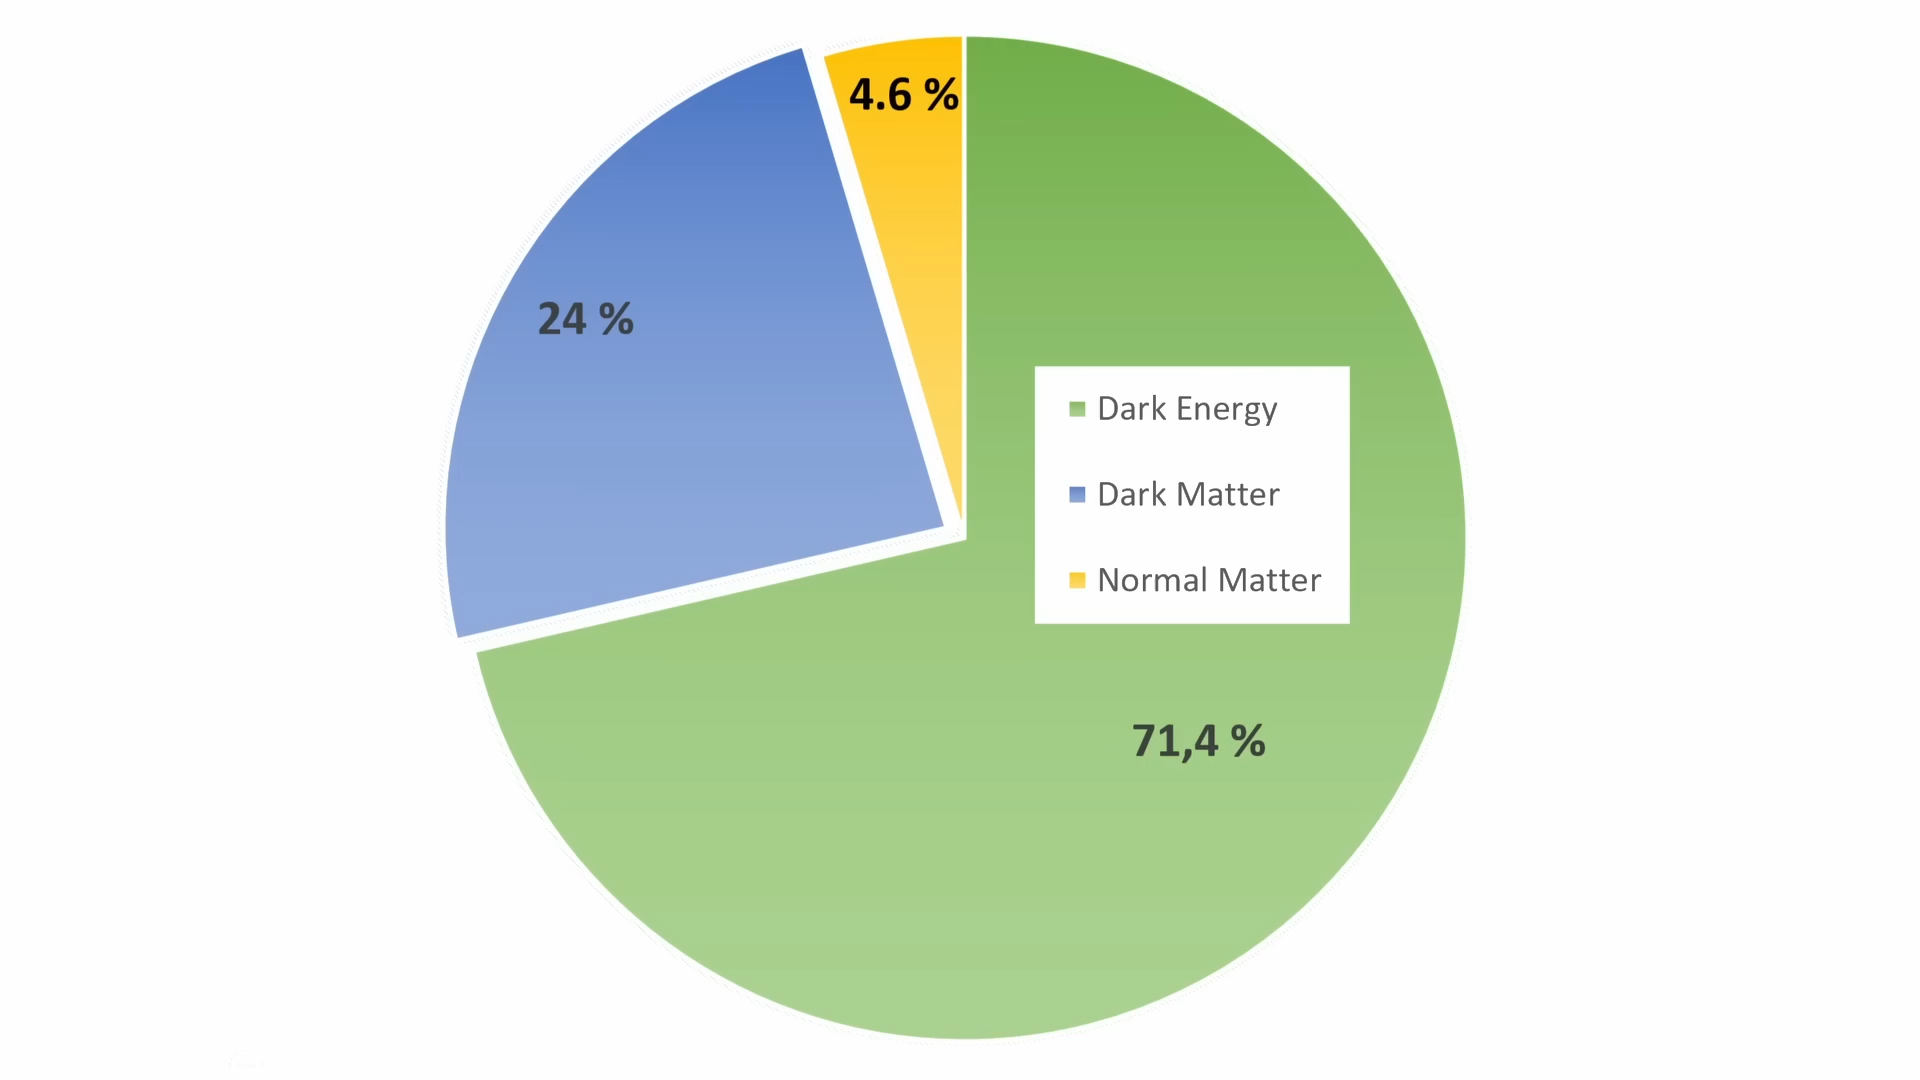 4.6 %
24 %
Dark Energy
Dark Matter
Normal Matter
71,4 %